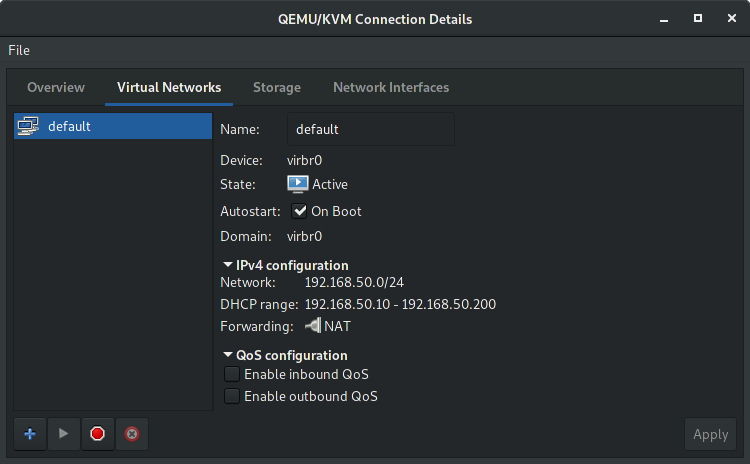 QEMU/KVM Connection Details
File
Overview Virtual Networks Storage Network Interfaces
default
Name: default
Device: virbr0
State: Active
Autostart: On Boot
Domain: virbr0
IPv4 configuration
Network: 192.168.50.0/24
DHCP range: 192.168.50.10 - 192.168.50.200
Forwarding: NAT
QoS configuration
Enable inbound QoS
Enable outbound QoS
Apply